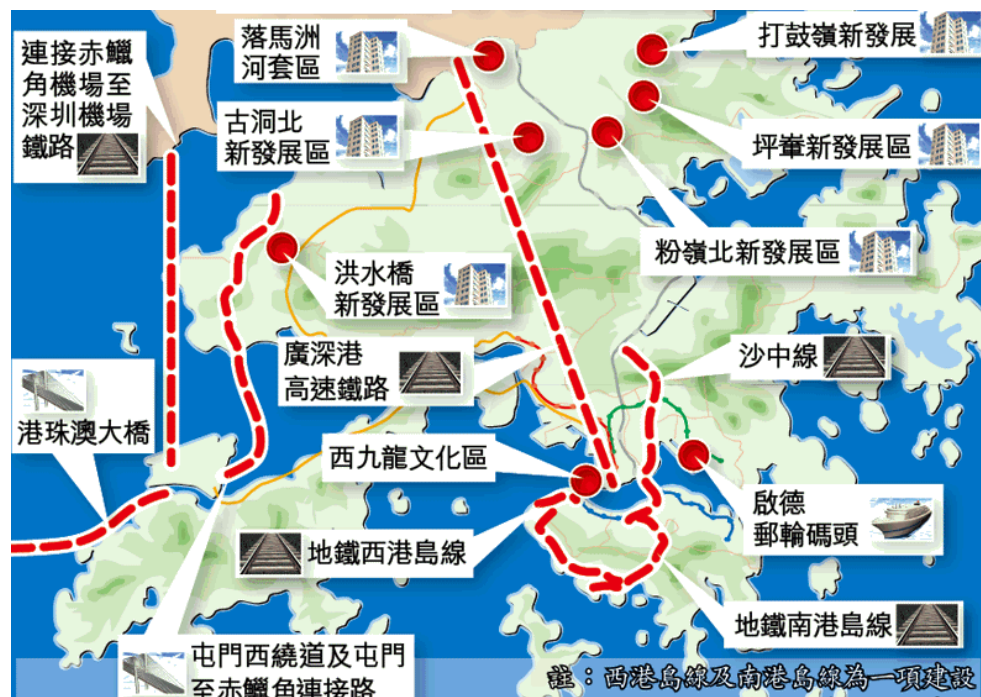 連接赤鱲
角機場至
深圳機場
鐵路
落馬洲
河套區
打鼓嶺新發展
古洞北
新發展區
坪輋新發展區
粉嶺北新發展區
洪水橋
新發展區
廣深港
高速鐵路
沙中線
港珠澳大橋
西九龍文化區
啟德
郵輪碼頭
地鐵西港島線
地鐵南港島線
屯門西繞道及屯門
至赤鱲角連接路
註：西港島線及南港島線為一項建設